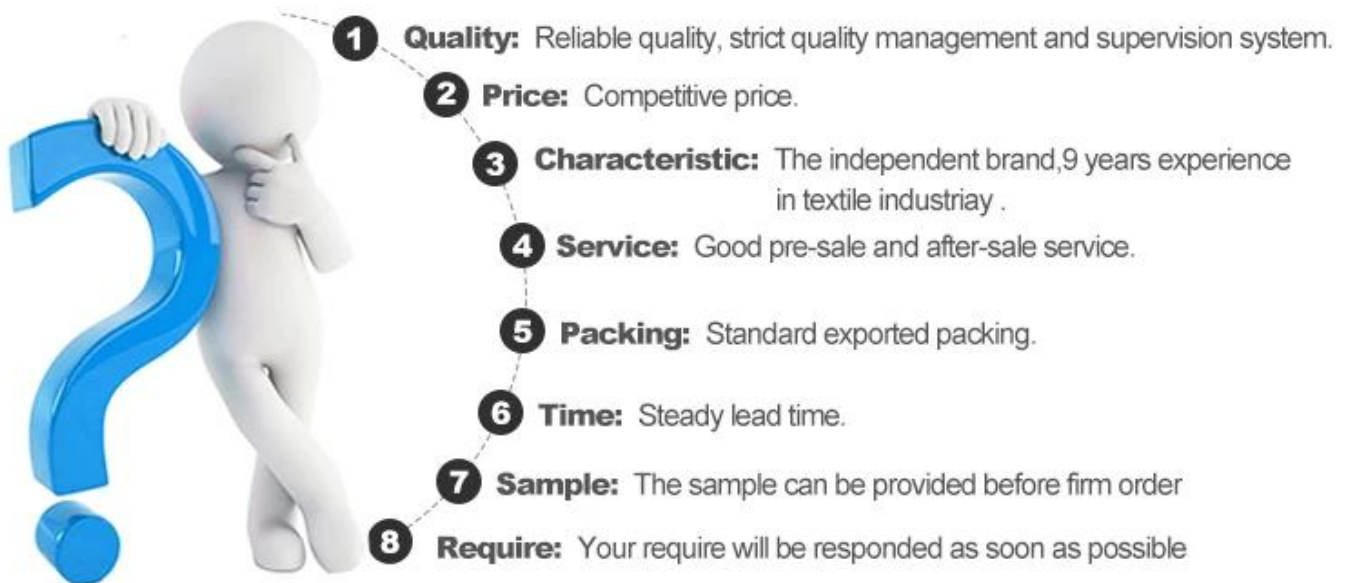 1 Quality: Reliable quality, strict quality management and supervision system.
2 Price: Competitive price.
3 Characteristic: The independent brand,9 years experience
in textile industriay .
4 Service: Good pre-sale and after-sale service.
5 Packing: Standard exported packing.
6 Time: Steady lead time.
7 Sample: The sample can be provided before firm order
8 Require: Your require will be responded as soon as possible